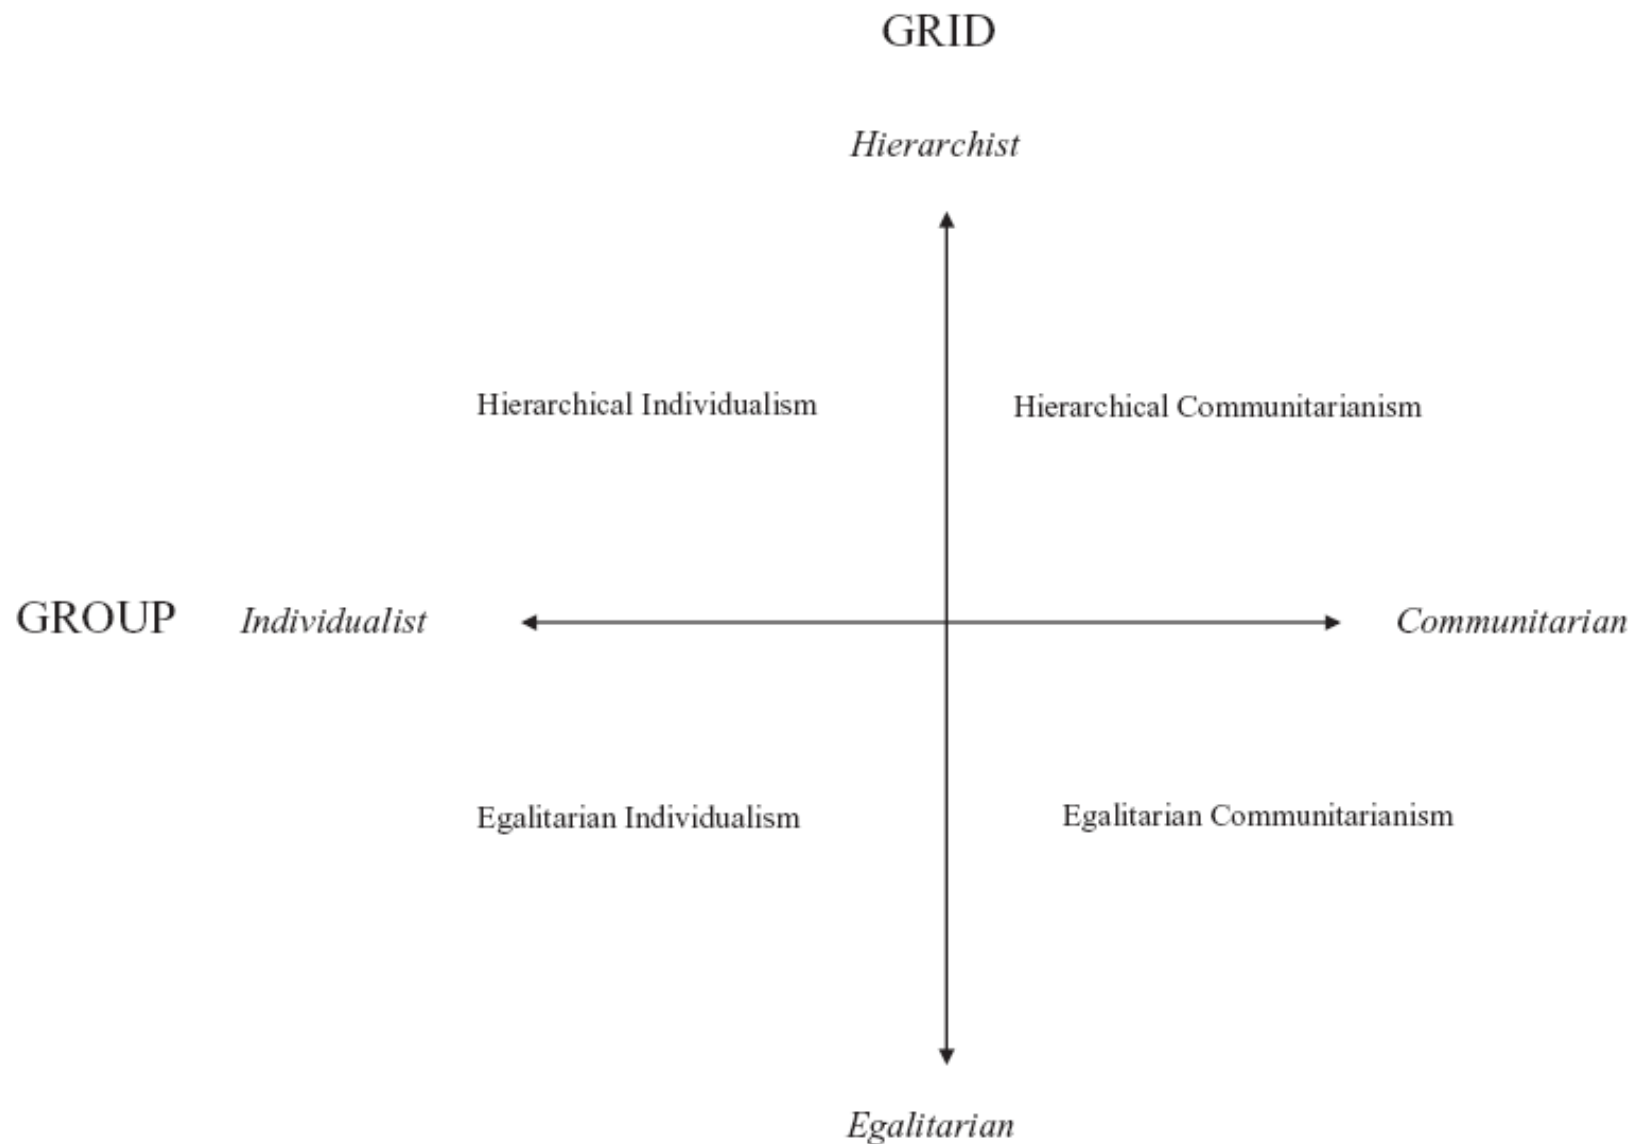 GRID
Hierarchist
Hierarchical Individualism
Hierarchical Communitarianism
GROUP
Individualist
Communitarian
Egalitarian Individualism
Egalitarian Communitarianism
Egalitarian